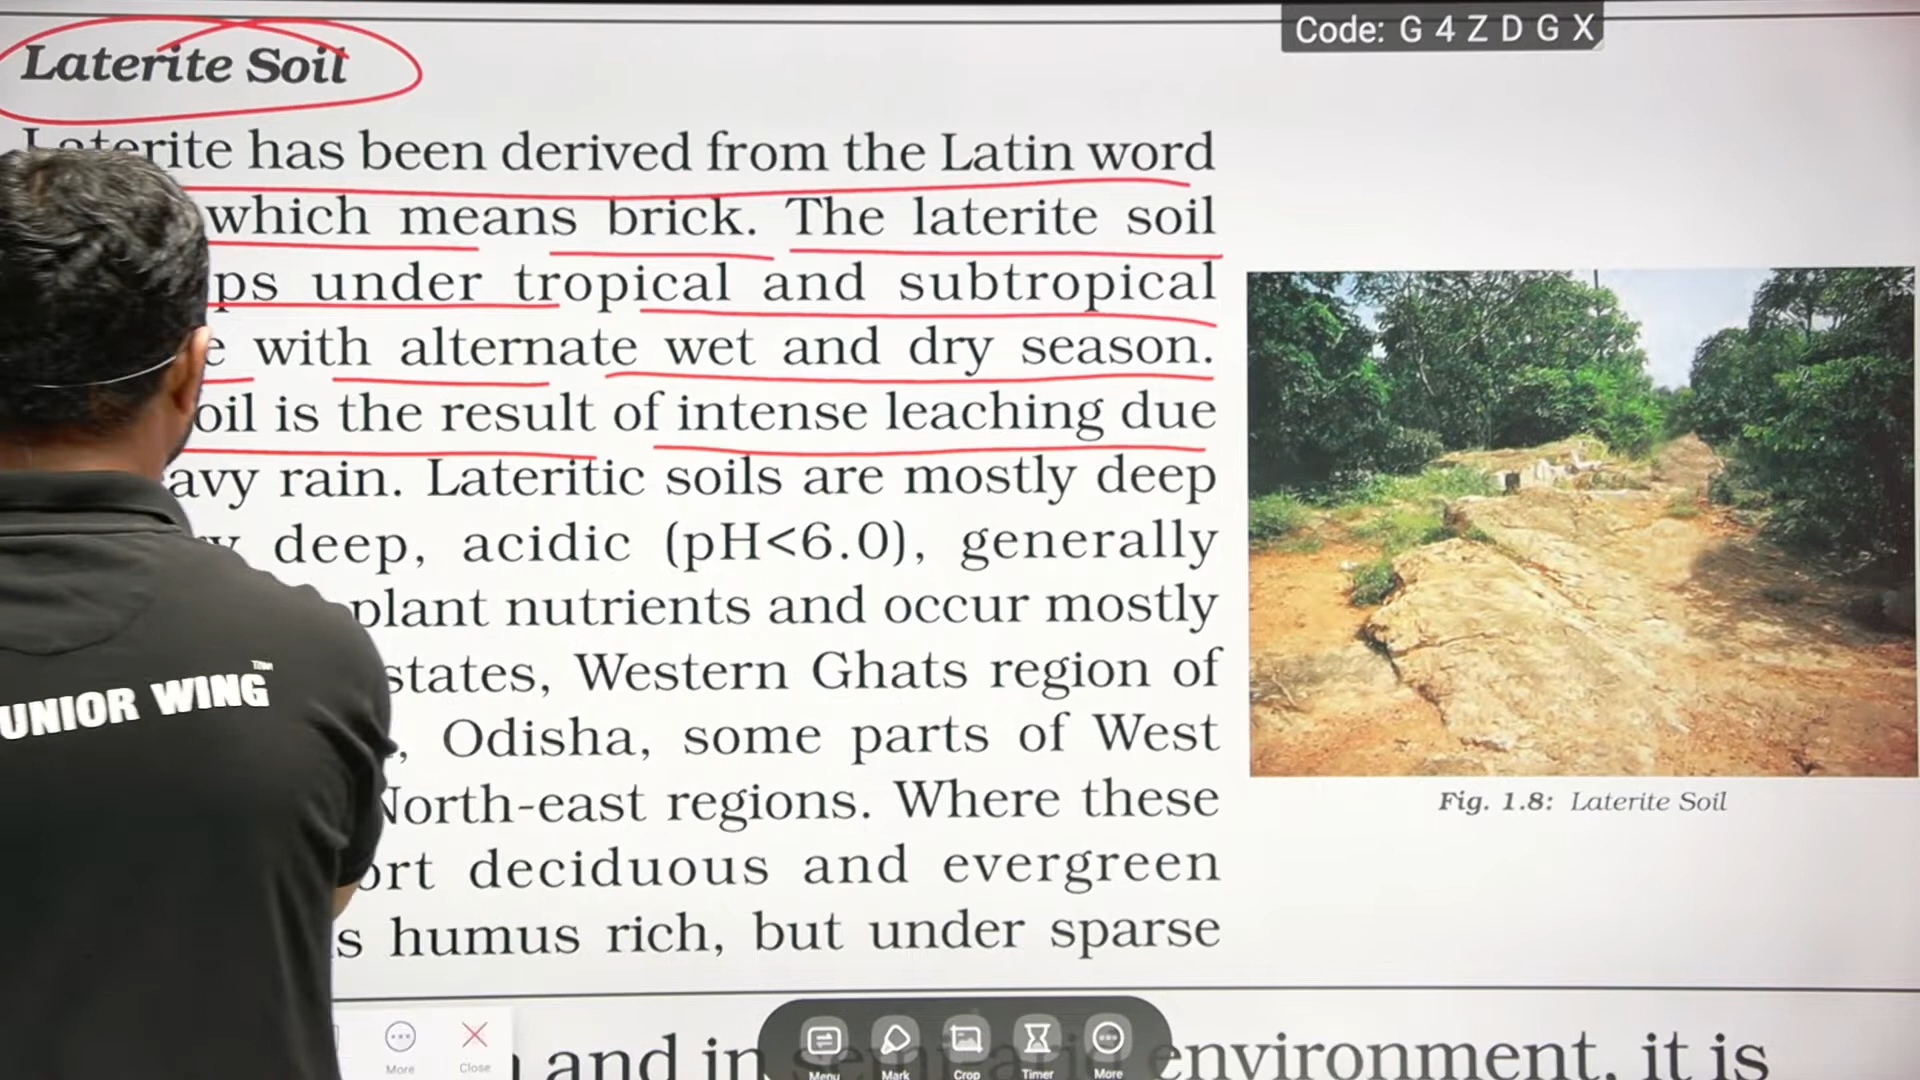 Code: G 4 Z D G X
Laterite Soil
Laterite has been derived from the Latin word
which means brick. The laterite soil
ps under tropical and subtropical
e with alternate wet and dry season.
oil is the result of intense leaching due
avy rain. Lateritic soils are mostly deep
deep, acidic (pH<6.0), generally
plant nutrients and occur mostly
states, Western Ghats region of
, Odisha, some parts of West
North-east regions. Where these
ort deciduous and evergreen
s humus rich, but under sparse
Fig. 1.8: Laterite Soil
UNIOR WING
More
Close
and in semi-arid environment, it is
Menu
Mark
Crop
Timer
More